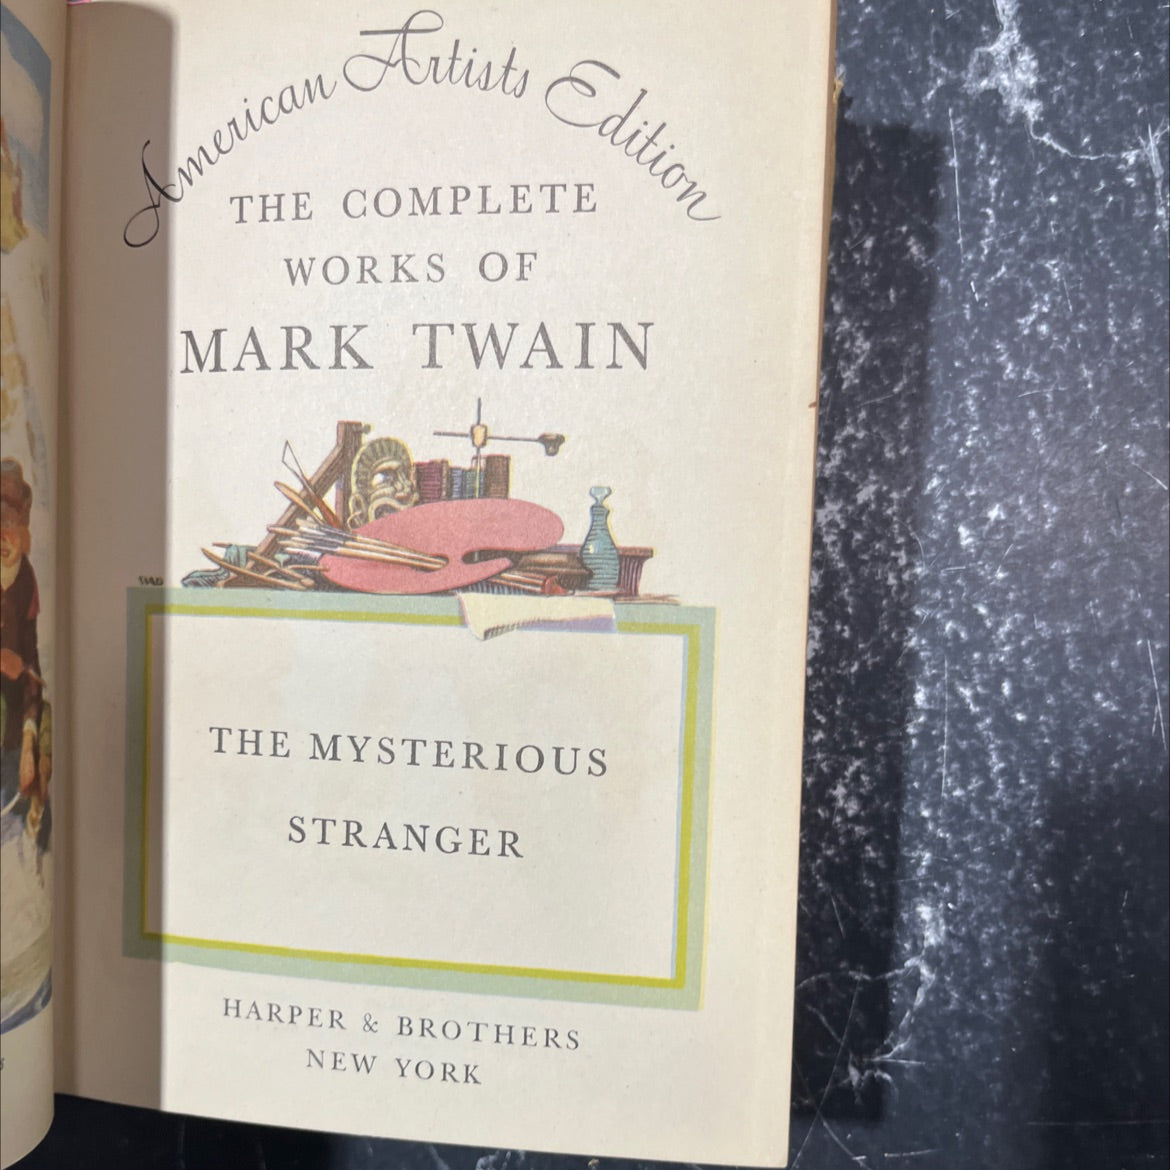 American Artists Edition
THE COMPLETE
WORKS OF
MARK TWAIN
THE MYSTERIOUS
STRANGER
HARPER & BROTHERS
NEW YORK